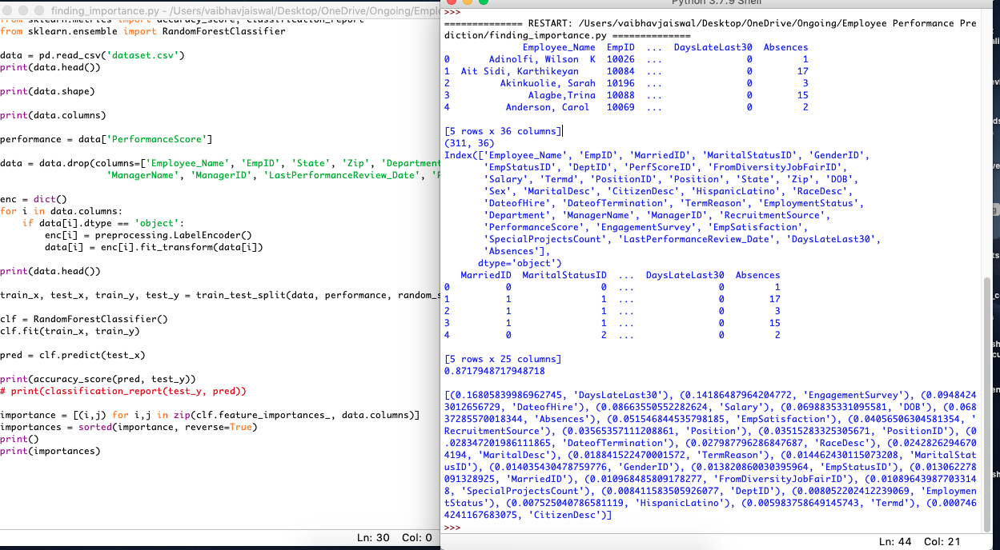 finding_importance.py - /Users/vaibhavjaiswal/Desktop/OneDrive/Ongoing/Empl
from sklearn.metrics import accuracy_score, classification_report
from sklearn.ensemble import RandomForestClassifier
data = pd.read_csv('dataset.csv')
print(data.head())
print(data.shape)
print(data.columns)
performance = data['PerformanceScore']
data = data.drop(columns=['Employee_Name', 'EmpID', 'State', 'Zip', 'Department
'ManagerName', 'ManagerID', 'LastPerformanceReview_Date', 'P
enc = dict()
for i in data.columns:
if data[i].dtype == 'object':
enc[i] = preprocessing.LabelEncoder()
data[i] = enc[i].fit_transform(data[i])
print(data.head())
train_x, test_x, train_y, test_y = train_test_split(data, performance, random_s
clf = RandomForestClassifier()
clf.fit(train_x, train_y)
pred = clf.predict(test_x)
print(accuracy_score(pred, test_y))
# print(classification_report(test_y, pred))
importance = [(i,j) for i,j in zip(clf.feature_importances_, data.columns)]
importances = sorted(importance, reverse=True)
print()
print(importances)
Ln: 30 Col: 0
Python 3.7.9 Shell
>>>
============== RESTART: /Users/vaibhavjaiswal/Desktop/OneDrive/Ongoing/Employee Performance Pre
diction/finding_importance.py ==============
Employee_Name EmpID ... DaysLateLast30 Absences
0 Adinolfi, Wilson K 10026 ... 0 1
1 Ait Sidi, Karthikeyan 10084 ... 0 17
2 Akinkuolie, Sarah 10196 ... 0 3
3 Alagbe,Trina 10088 ... 0 15
4 Anderson, Carol 10069 ... 0 2
[5 rows x 36 columns]
(311, 36)
Index(['Employee_Name', 'EmpID', 'MarriedID', 'MaritalStatusID', 'GenderID',
'EmpStatusID', 'DeptID', 'PerfScoreID', 'FromDiversityJobFairID',
'Salary', 'Termd', 'PositionID', 'Position', 'State', 'Zip', 'DOB',
'Sex', 'MaritalDesc', 'CitizenDesc', 'HispanicLatino', 'RaceDesc',
'DateofHire', 'DateofTermination', 'TermReason', 'EmploymentStatus',
'Department', 'ManagerName', 'ManagerID', 'RecruitmentSource',
'PerformanceScore', 'EngagementSurvey', 'EmpSatisfaction',
'SpecialProjectsCount', 'LastPerformanceReview_Date', 'DaysLateLast30',
'Absences'],
dtype='object')
MarriedID MaritalStatusID ... DaysLateLast30 Absences
0 0 0 ... 0 1
1 1 1 ... 0 17
2 1 1 ... 0 3
3 1 1 ... 0 15
4 0 2 ... 0 2
[5 rows x 25 columns]
0.8717948717948718
[(0.16805839986962745, 'DaysLateLast30'), (0.14186487964204772, 'EngagementSurvey'), (0.0948424
3012656729, 'DateofHire'), (0.08663550552282624, 'Salary'), (0.0698835331095581, 'DOB'), (0.068
37285570018344, 'Absences'), (0.051546844535798185, 'EmpSatisfaction'), (0.04056506304581354, '
RecruitmentSource'), (0.03565357111208861, 'Position'), (0.03515283325305671, 'PositionID'), (0
.028347201986111865, 'DateofTermination'), (0.027987796286847687, 'RaceDesc'), (0.0242826294670
4194, 'MaritalDesc'), (0.018841522470001572, 'TermReason'), (0.014462430115073208, 'MaritalStat
usID'), (0.014035430478759776, 'GenderID'), (0.013820860030395964, 'EmpStatusID'), (0.013062278
091328925, 'MarriedID'), (0.010968485809178277, 'FromDiversityJobFairID'), (0.01089643987703314
8, 'SpecialProjectsCount'), (0.008411583505926077, 'DeptID'), (0.008052202412239069, 'Employmen
tStatus'), (0.007525040786581119, 'HispanicLatino'), (0.005983758649145743, 'Termd'), (0.000746
4241167683075, 'CitizenDesc')]
>>>
Ln: 44 Col: 21